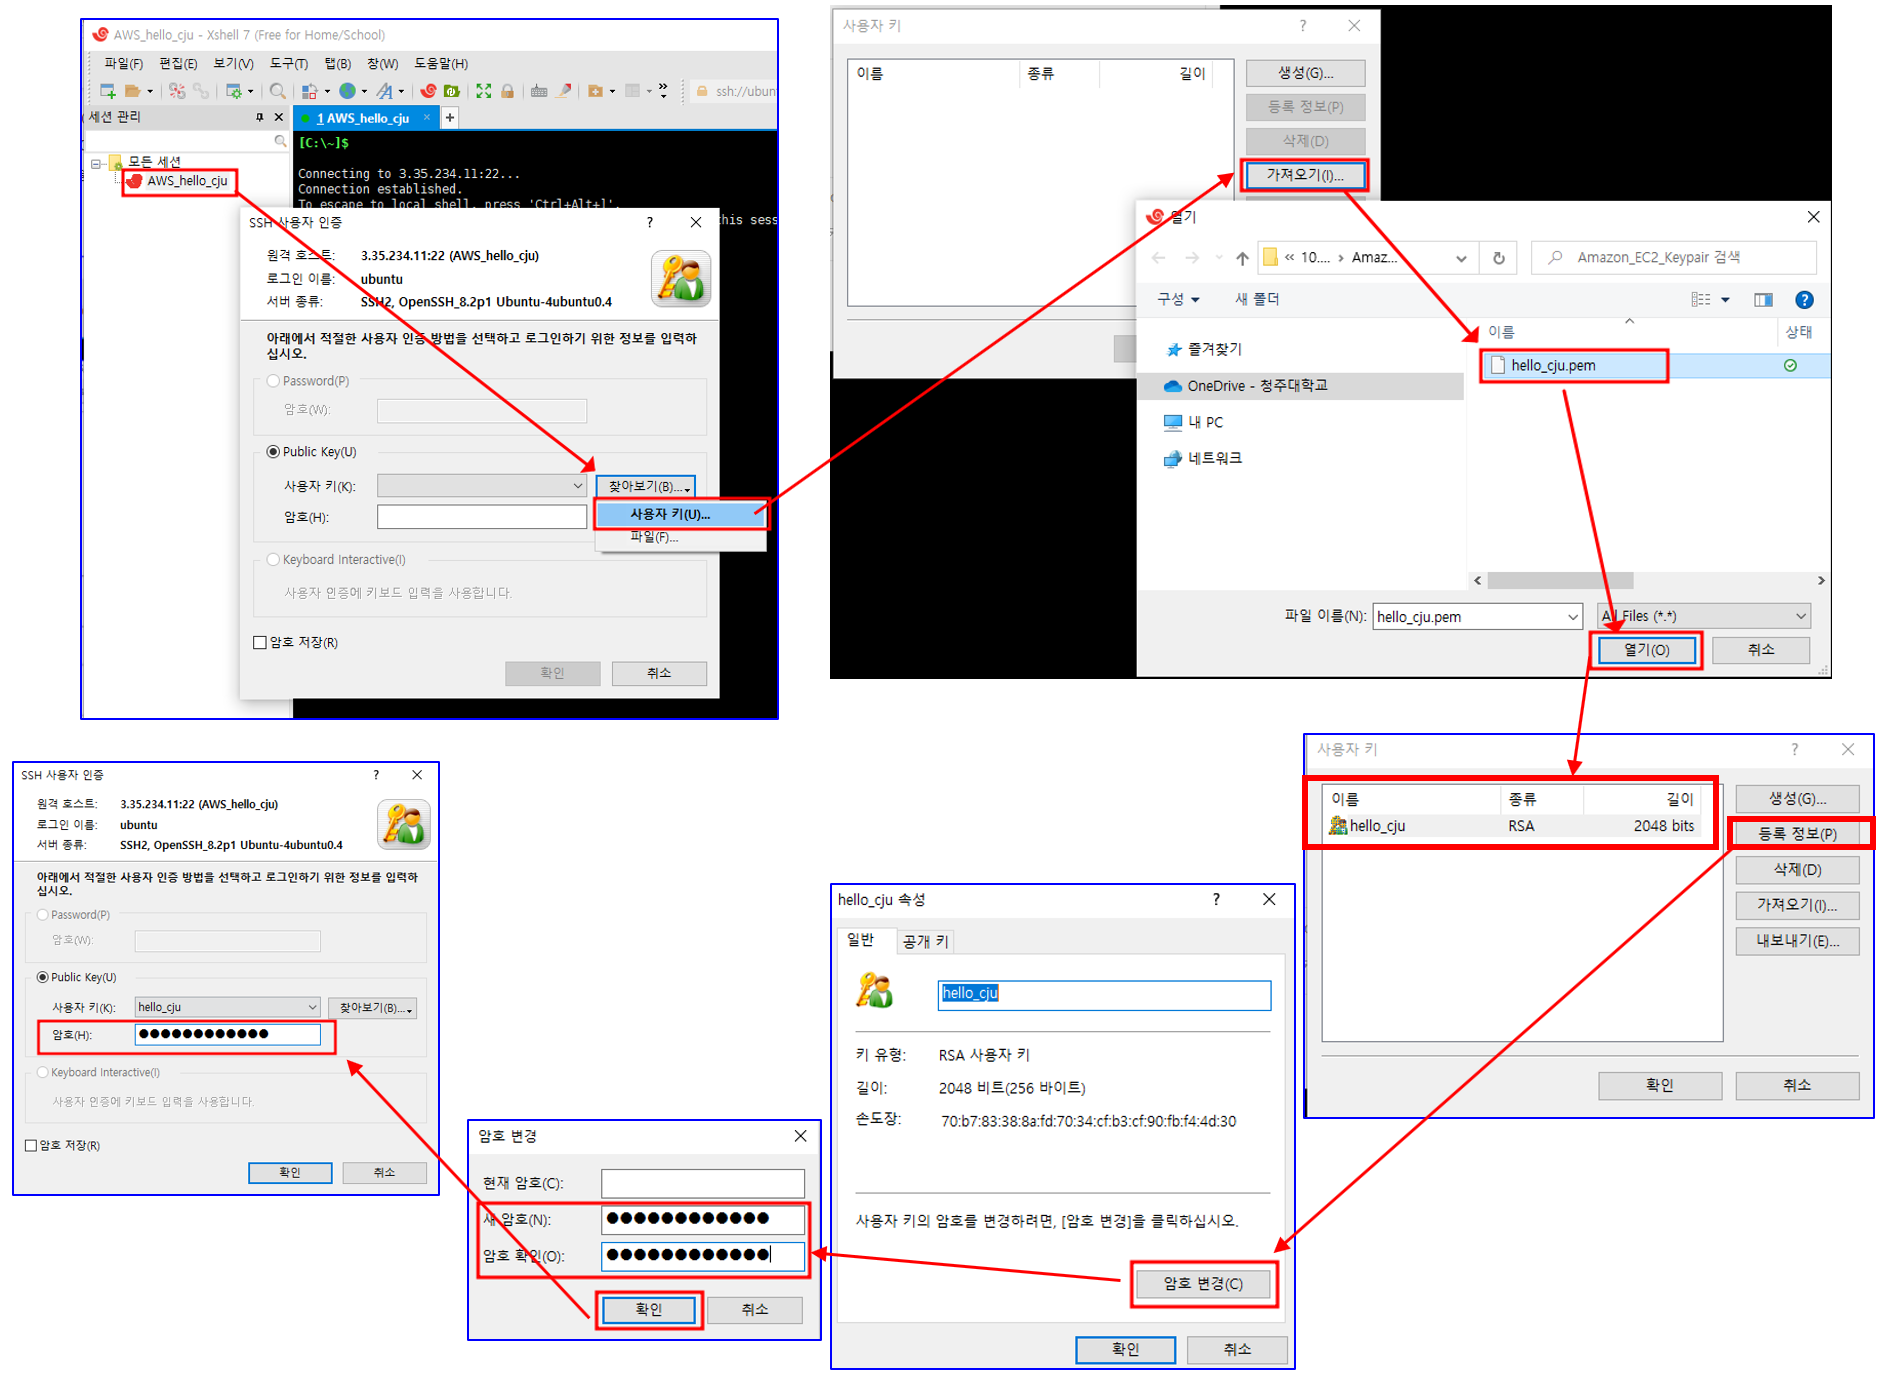 AWS_hello_cju - Xshell 7 (Free for Home/School)
파일(F) 편집(E) 보기(V) 도구(T) 탭(B) 창(W) 도움말(H)
ssh://ubun
세션 관리
1 AWS_hello_cju
모든 세션
AWS_hello_cju
[C:\~]$
Connecting to 3.35.234.11:22...
Connection established.
To escape to local shell, press 'Ctrl+Alt+]'.
this sess
SSH 사용자 인증
원격 호스트: 3.35.234.11:22 (AWS_hello_cju)
로그인 이름: ubuntu
서버 종류: SSH2, OpenSSH_8.2p1 Ubuntu-4ubuntu0.4
아래에서 적절한 사용자 인증 방법을 선택하고 로그인하기 위한 정보를 입력하
십시오.
Password(P)
암호(W):
Public Key(U)
사용자 키(K):
찾아보기(B)...
암호(H):
사용자 키(U)...
파일(F)...
Keyboard Interactive(I)
사용자 인증에 키보드 입력을 사용합니다.
암호 저장(R)
확인 취소
사용자 키
이름 종류 길이
생성(G)...
등록 정보(P)
삭제(D)
가져오기(I)...
열기
« 10.... › Amaz...
Amazon_EC2_Keypair 검색
구성 새 폴더
이름 상태
즐겨찾기
hello_cju.pem
OneDrive - 청주대학교
내 PC
네트워크
파일 이름(N): hello_cju.pem
All Files (*.*)
열기(O) 취소
사용자 키
이름 종류 길이
hello_cju RSA 2048 bits
생성(G)...
등록 정보(P)
삭제(D)
가져오기(I)...
내보내기(E)...
확인 취소
hello_cju 속성
일반 공개 키
hello_cju
키 유형: RSA 사용자 키
길이: 2048 비트(256 바이트)
손도장: 70:b7:83:38:8a:fd:70:34:cf:b3:cf:90:fb:f4:4d:30
사용자 키의 암호를 변경하려면, [암호 변경]을 클릭하십시오.
암호 변경(C)
확인 취소
암호 변경
현재 암호(C):
새 암호(N): ●●●●●●●●●●●●
암호 확인(O): ●●●●●●●●●●●●
확인 취소
SSH 사용자 인증
원격 호스트: 3.35.234.11:22 (AWS_hello_cju)
로그인 이름: ubuntu
서버 종류: SSH2, OpenSSH_8.2p1 Ubuntu-4ubuntu0.4
아래에서 적절한 사용자 인증 방법을 선택하고 로그인하기 위한 정보를 입력하
십시오.
Password(P)
암호(W):
Public Key(U)
사용자 키(K): hello_cju
찾아보기(B)...
암호(H): ●●●●●●●●●●●●
Keyboard Interactive(I)
사용자 인증에 키보드 입력을 사용합니다.
암호 저장(R)
확인 취소